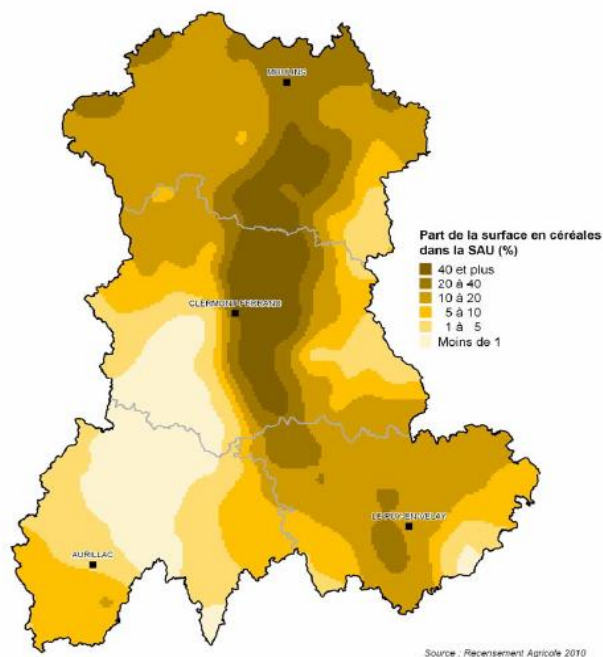 MOULINS
Part de la surface en céréales
dans la SAU (%)
40 et plus
20 à 40
10 à 20
5 à 10
1 à 5
Moins de 1
CLERMONT-FERRAND
LE-PUY-EN-VELAY
AURILLAC
Source : Recensement Agricole 2010